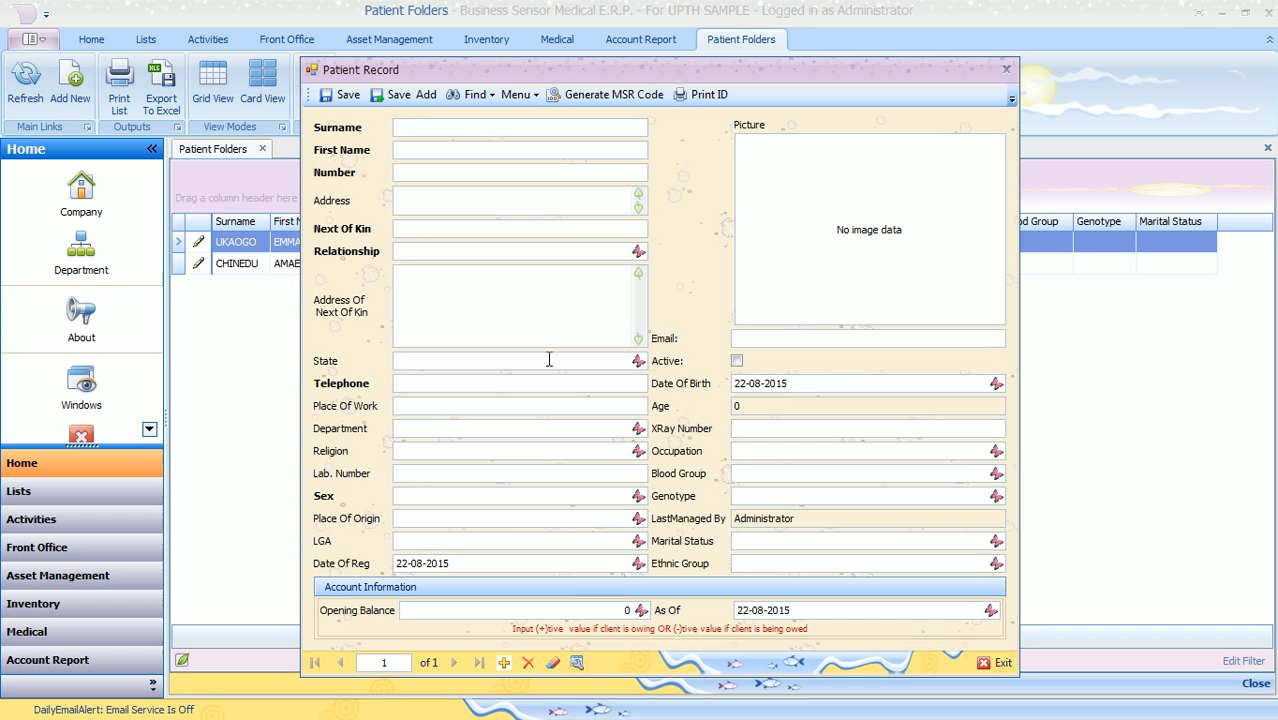 Patient Folders - Business Sensor Medical E.R.P. - For UPTH SAMPLE - Logged in as Administrator
Home Lists Activities Front Office Asset Management Inventory Medical Account Report Patient Folders
Refresh Add New Print List Export To Excel Grid View Card View
Main Links Outputs View Modes
Patient Record
Save Save Add Find Menu Generate MSR Code Print ID
Home
Company
Department
About
Windows
Home
Lists
Activities
Front Office
Asset Management
Inventory
Medical
Account Report
Patient Folders
Drag a column header here
Surname First N
UKAOGO EMMA
CHINEDU AMAE
d Group Genotype Marital Status
Surname
First Name
Number
Address
Next Of Kin
Relationship
Address Of
Next Of Kin
State
Telephone
Place Of Work
Department
Religion
Lab. Number
Sex
Place Of Origin
LGA
Date Of Reg 22-08-2015
Picture
No image data
Email:
Active:
Date Of Birth 22-08-2015
Age 0
XRay Number
Occupation
Blood Group
Genotype
LastManaged By Administrator
Marital Status
Ethnic Group
Account Information
Opening Balance 0 As Of 22-08-2015
Input (+)tive value if client is owing OR (-)tive value if client is being owed
1 of 1 Exit
Edit Filter
Close
DailyEmailAlert: Email Service Is Off